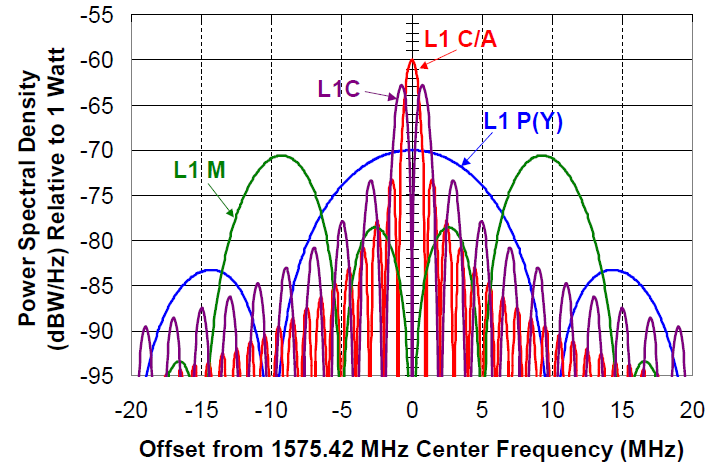 Power Spectral Density
(dBW/Hz) Relative to 1 Watt
-55
-60
-65
-70
-75
-80
-85
-90
-95
L1 C/A
L1C
L1 P(Y)
L1 M
-20 -15 -10 -5 0 5 10 15 20
Offset from 1575.42 MHz Center Frequency (MHz)